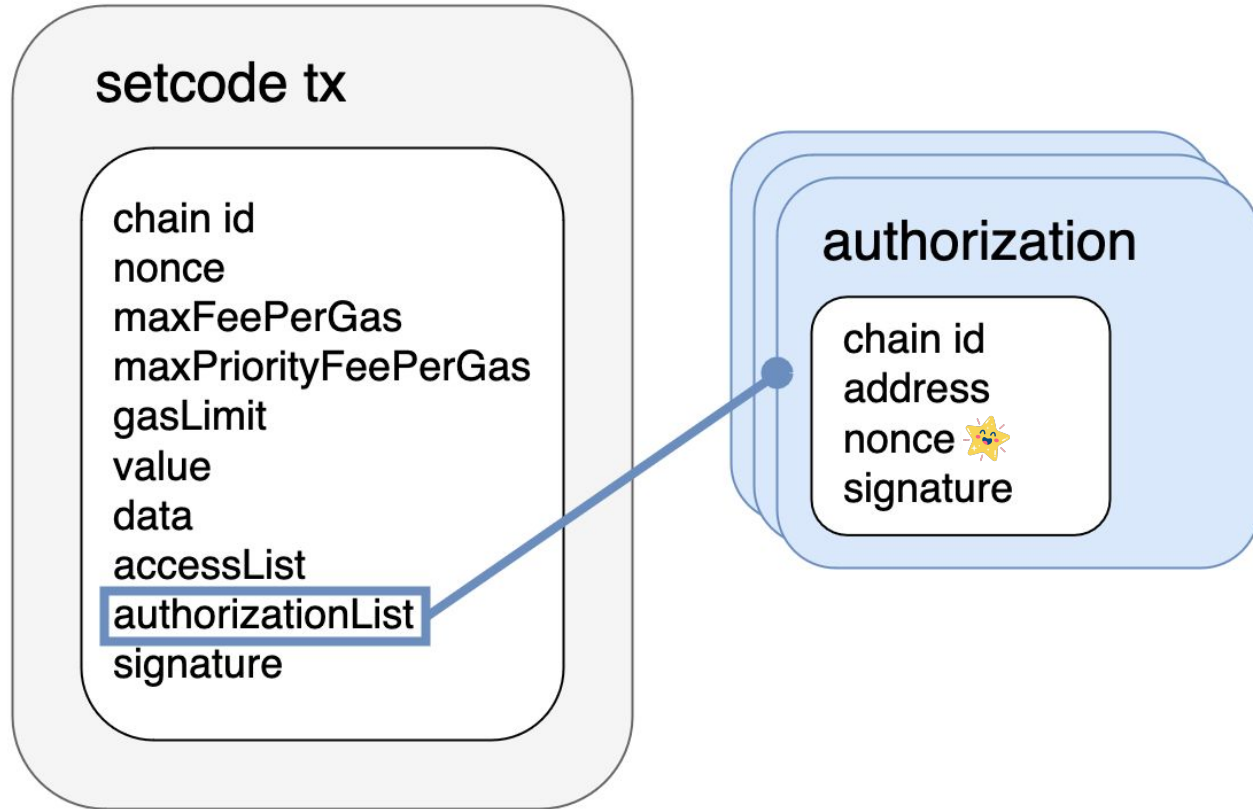 setcode tx
chain id
nonce
maxFeePerGas
maxPriorityFeePerGas
gasLimit
value
data
accessList
authorizationList
signature
authorization
chain id
address
nonce
signature